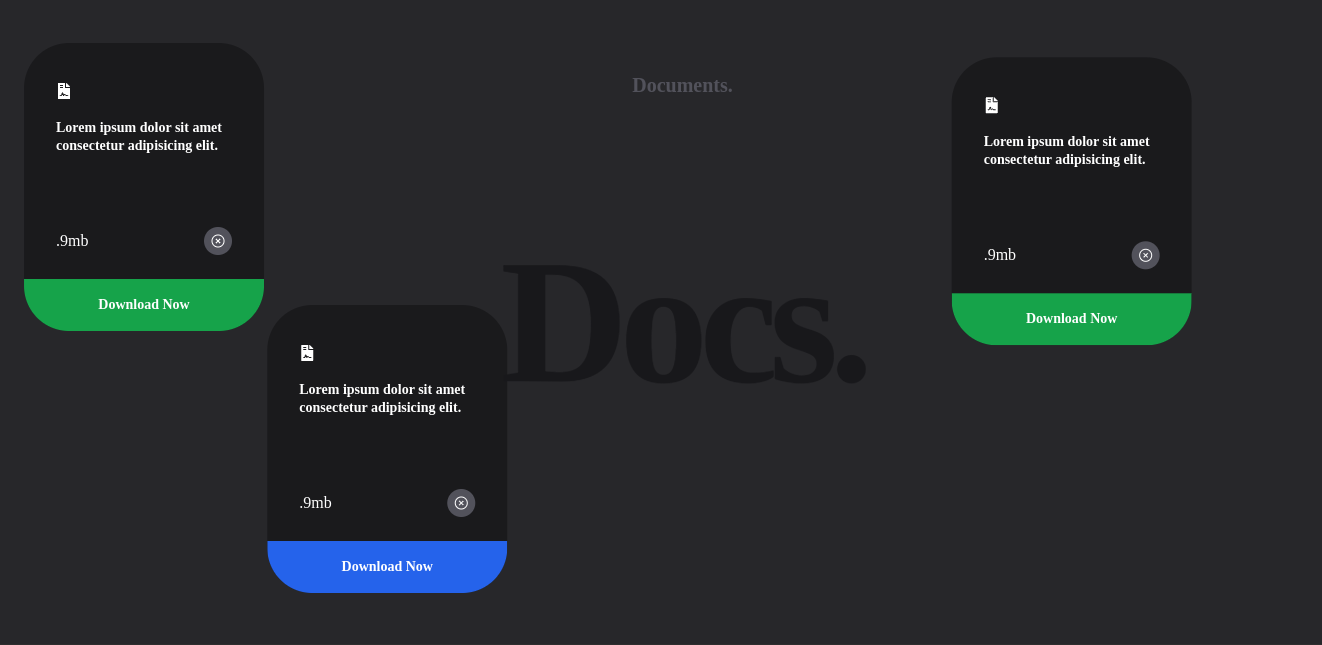 Documents.
Docs.
Lorem ipsum dolor sit amet
consectetur adipisicing elit.
.9mb
Download Now
Lorem ipsum dolor sit amet
consectetur adipisicing elit.
.9mb
Download Now
Lorem ipsum dolor sit amet
consectetur adipisicing elit.
.9mb
Download Now